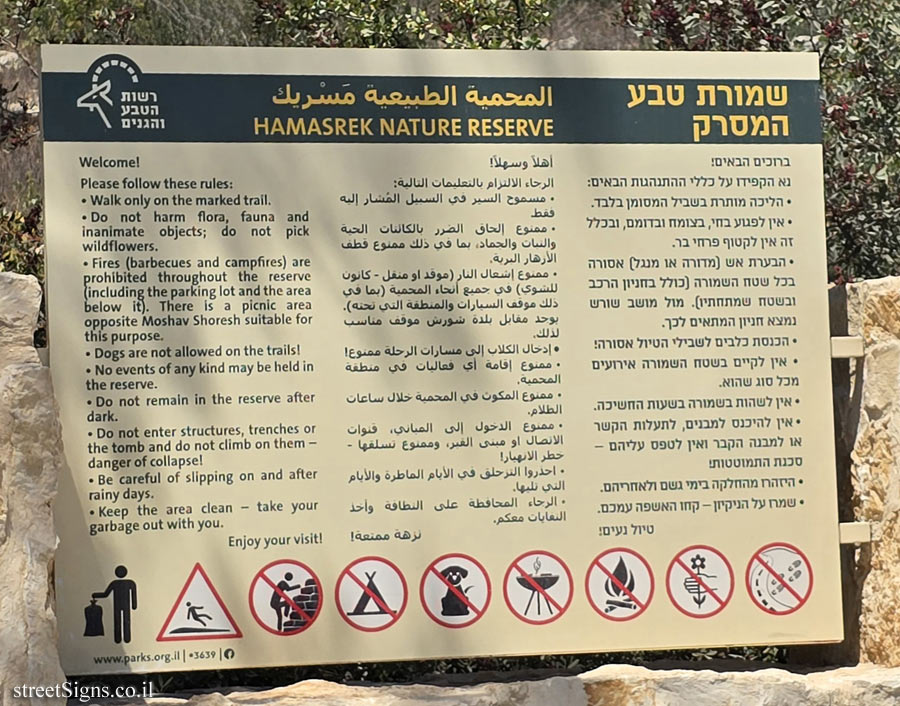 רשות
הטבע
והגנים
المحمية الطبيعية مَسْريك
HAMASREK NATURE RESERVE
שמורת טבע
המסרק
Welcome!
Please follow these rules:
• Walk only on the marked trail.
• Do not harm flora, fauna and
inanimate objects; do not pick
wildflowers.
• Fires (barbecues and campfires) are
prohibited throughout the reserve
(including the parking lot and the area
below it). There is a picnic area
opposite Moshav Shoresh suitable for
this purpose.
• Dogs are not allowed on the trails!
• No events of any kind may be held in
the reserve.
• Do not remain in the reserve after
dark.
• Do not enter structures, trenches or
the tomb and do not climb on them –
danger of collapse!
• Be careful of slipping on and after
rainy days.
• Keep the area clean – take your
garbage out with you.
Enjoy your visit!
أهلاً وسهلاً!
الرجاء الالتزام بالتعليمات التالية:
• مسموح السير في السبيل المُشار إليه
فقط
• ممنوع إلحاق الضرر بالكائنات الحية
والنبات والجماد، بما في ذلك ممنوع قطف
الأزهار البرية.
• ممنوع إشعال النار (موقد او منقل - كانون
للشوي) في جميع أنحاء المحمية (بما في
ذلك موقف السيارات والمنطقة التي تحته).
يوجد مقابل بلدة شورش موقف مناسب
لذلك.
• إدخال الكلاب إلى مسارات الرحلة ممنوع!
• ممنوع إقامة أي فعاليات في منطقة
المحمية.
• ممنوع المكوث في المحمية خلال ساعات
الظلام.
• ممنوع الدخول إلى المباني، قنوات
الاتصال او مبنى القبر، وممنوع تسلقها -
خطر الانهيار!
• احذروا التزحلق في الأيام الماطرة والأيام
التي تليها.
• الرجاء المحافظة على النظافة وأخذ
النفايات معكم.
نزهة ممتعة!
ברוכים הבאים!
נא הקפידו על כללי ההתנהגות הבאים:
• הליכה מותרת בשביל המסומן בלבד.
• אין לפגוע בחי, בצומח ובדומם, ובכלל
זה אין לקטוף פרחי בר.
• הבערת אש (מדורה או מנגל) אסורה
בכל שטח השמורה (כולל בחניון הרכב
ובשטח שמתחתיו). מול מושב שורש
נמצא חניון המתאים לכך.
• הכנסת כלבים לשבילי הטיול אסורה!
• אין לקיים בשטח השמורה אירועים
מכל סוג שהוא.
• אין לשהות בשמורה בשעות החשיכה.
• אין להיכנס למבנים, לתעלות הקשר
או למבנה הקבר ואין לטפס עליהם –
סכנת התמוטטות!
• היזהרו מהחלקה בימי גשם ולאחריהם.
• שמרו על הניקיון – קחו האשפה עמכם.
טיול נעים!
www.parks.org.il | *3639 |
streetSigns.co.il